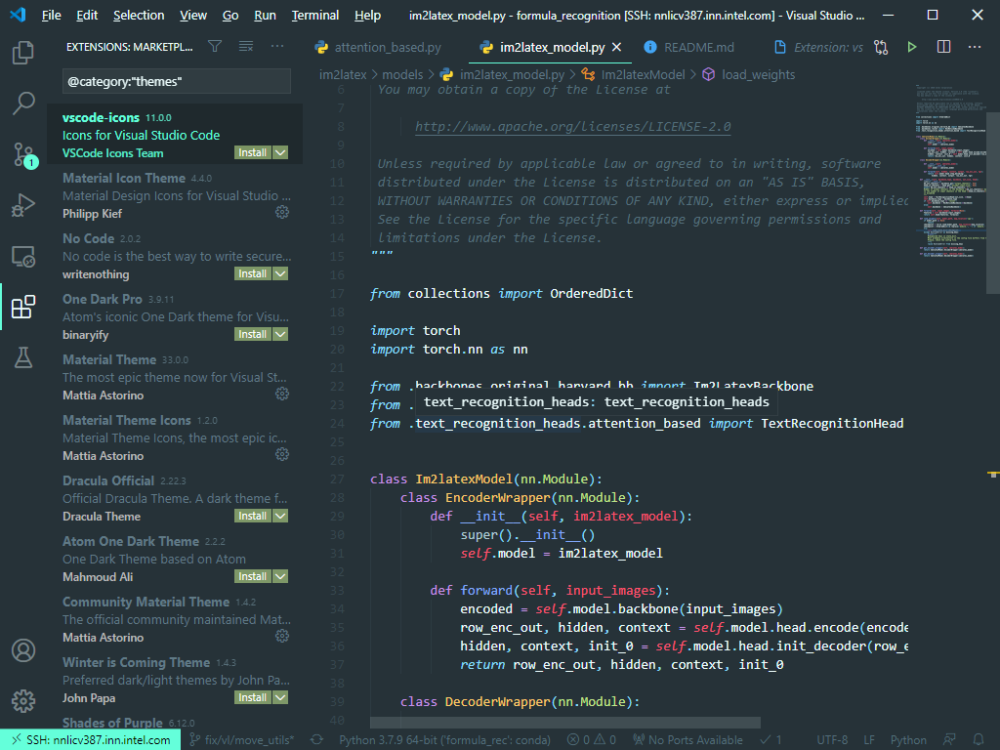 File Edit Selection View Go Run Terminal Help im2latex_model.py - formula_recognition [SSH: nnlicv387.inn.intel.com] - Visual Studio ...
EXTENSIONS: MARKETPL...
@category:"themes"
vscode-icons 11.0.0
Icons for Visual Studio Code
VSCode Icons Team Install
Material Icon Theme 4.4.0
Material Design Icons for Visual Studio ...
Philipp Kief
No Code 2.0.2
No code is the best way to write secure...
writenothing Install
One Dark Pro 3.9.11
Atom's iconic One Dark theme for Visu...
binaryify Install
Material Theme 33.0.0
The most epic theme now for Visual St...
Mattia Astorino
Material Theme Icons 1.2.0
Material Theme Icons, the most epic ic...
Mattia Astorino
Dracula Official 2.22.3
Official Dracula Theme. A dark theme f...
Dracula Theme Install
Atom One Dark Theme 2.2.2
One Dark Theme based on Atom
Mahmoud Ali Install
Community Material Theme 1.4.2
The official community maintained Mat...
Mattia Astorino
Winter is Coming Theme 1.4.3
Preferred dark/light themes by John Pa...
John Papa Install
Shades of Purple 6.12.0
1
attention_based.py im2latex_model.py README.md Extension: vs
im2latex > models > im2latex_model.py > Im2latexModel > load_weights
6 You may obtain a copy of the License at
7
8 http://www.apache.org/licenses/LICENSE-2.0
9
10 Unless required by applicable law or agreed to in writing, software
11 distributed under the License is distributed on an "AS IS" BASIS,
12 WITHOUT WARRANTIES OR CONDITIONS OF ANY KIND, either express or implied
13 See the License for the specific language governing permissions and
14 limitations under the License.
15 """
16
17 from collections import OrderedDict
18
19 import torch
20 import torch.nn as nn
21
22 from .backbones.original_harvard_bb import Im2LatexBackbone
23 from .
text_recognition_heads: text_recognition_heads
24 from .text_recognition_heads.attention_based import TextRecognitionHead
25
26
27 class Im2latexModel(nn.Module):
28 class EncoderWrapper(nn.Module):
29 def __init__(self, im2latex_model):
30 super().__init__()
31 self.model = im2latex_model
32
33 def forward(self, input_images):
34 encoded = self.model.backbone(input_images)
35 row_enc_out, hidden, context = self.model.head.encode(encode
36 hidden, context, init_0 = self.model.head.init_decoder(row_e
37 return row_enc_out, hidden, context, init_0
38
39 class DecoderWrapper(nn.Module):
40
SSH: nnlicv387.inn.intel.com fix/vl/move_utils* Python 3.7.9 64-bit ('formula_rec': conda) 0 0 No Ports Available 1 UTF-8 LF Python